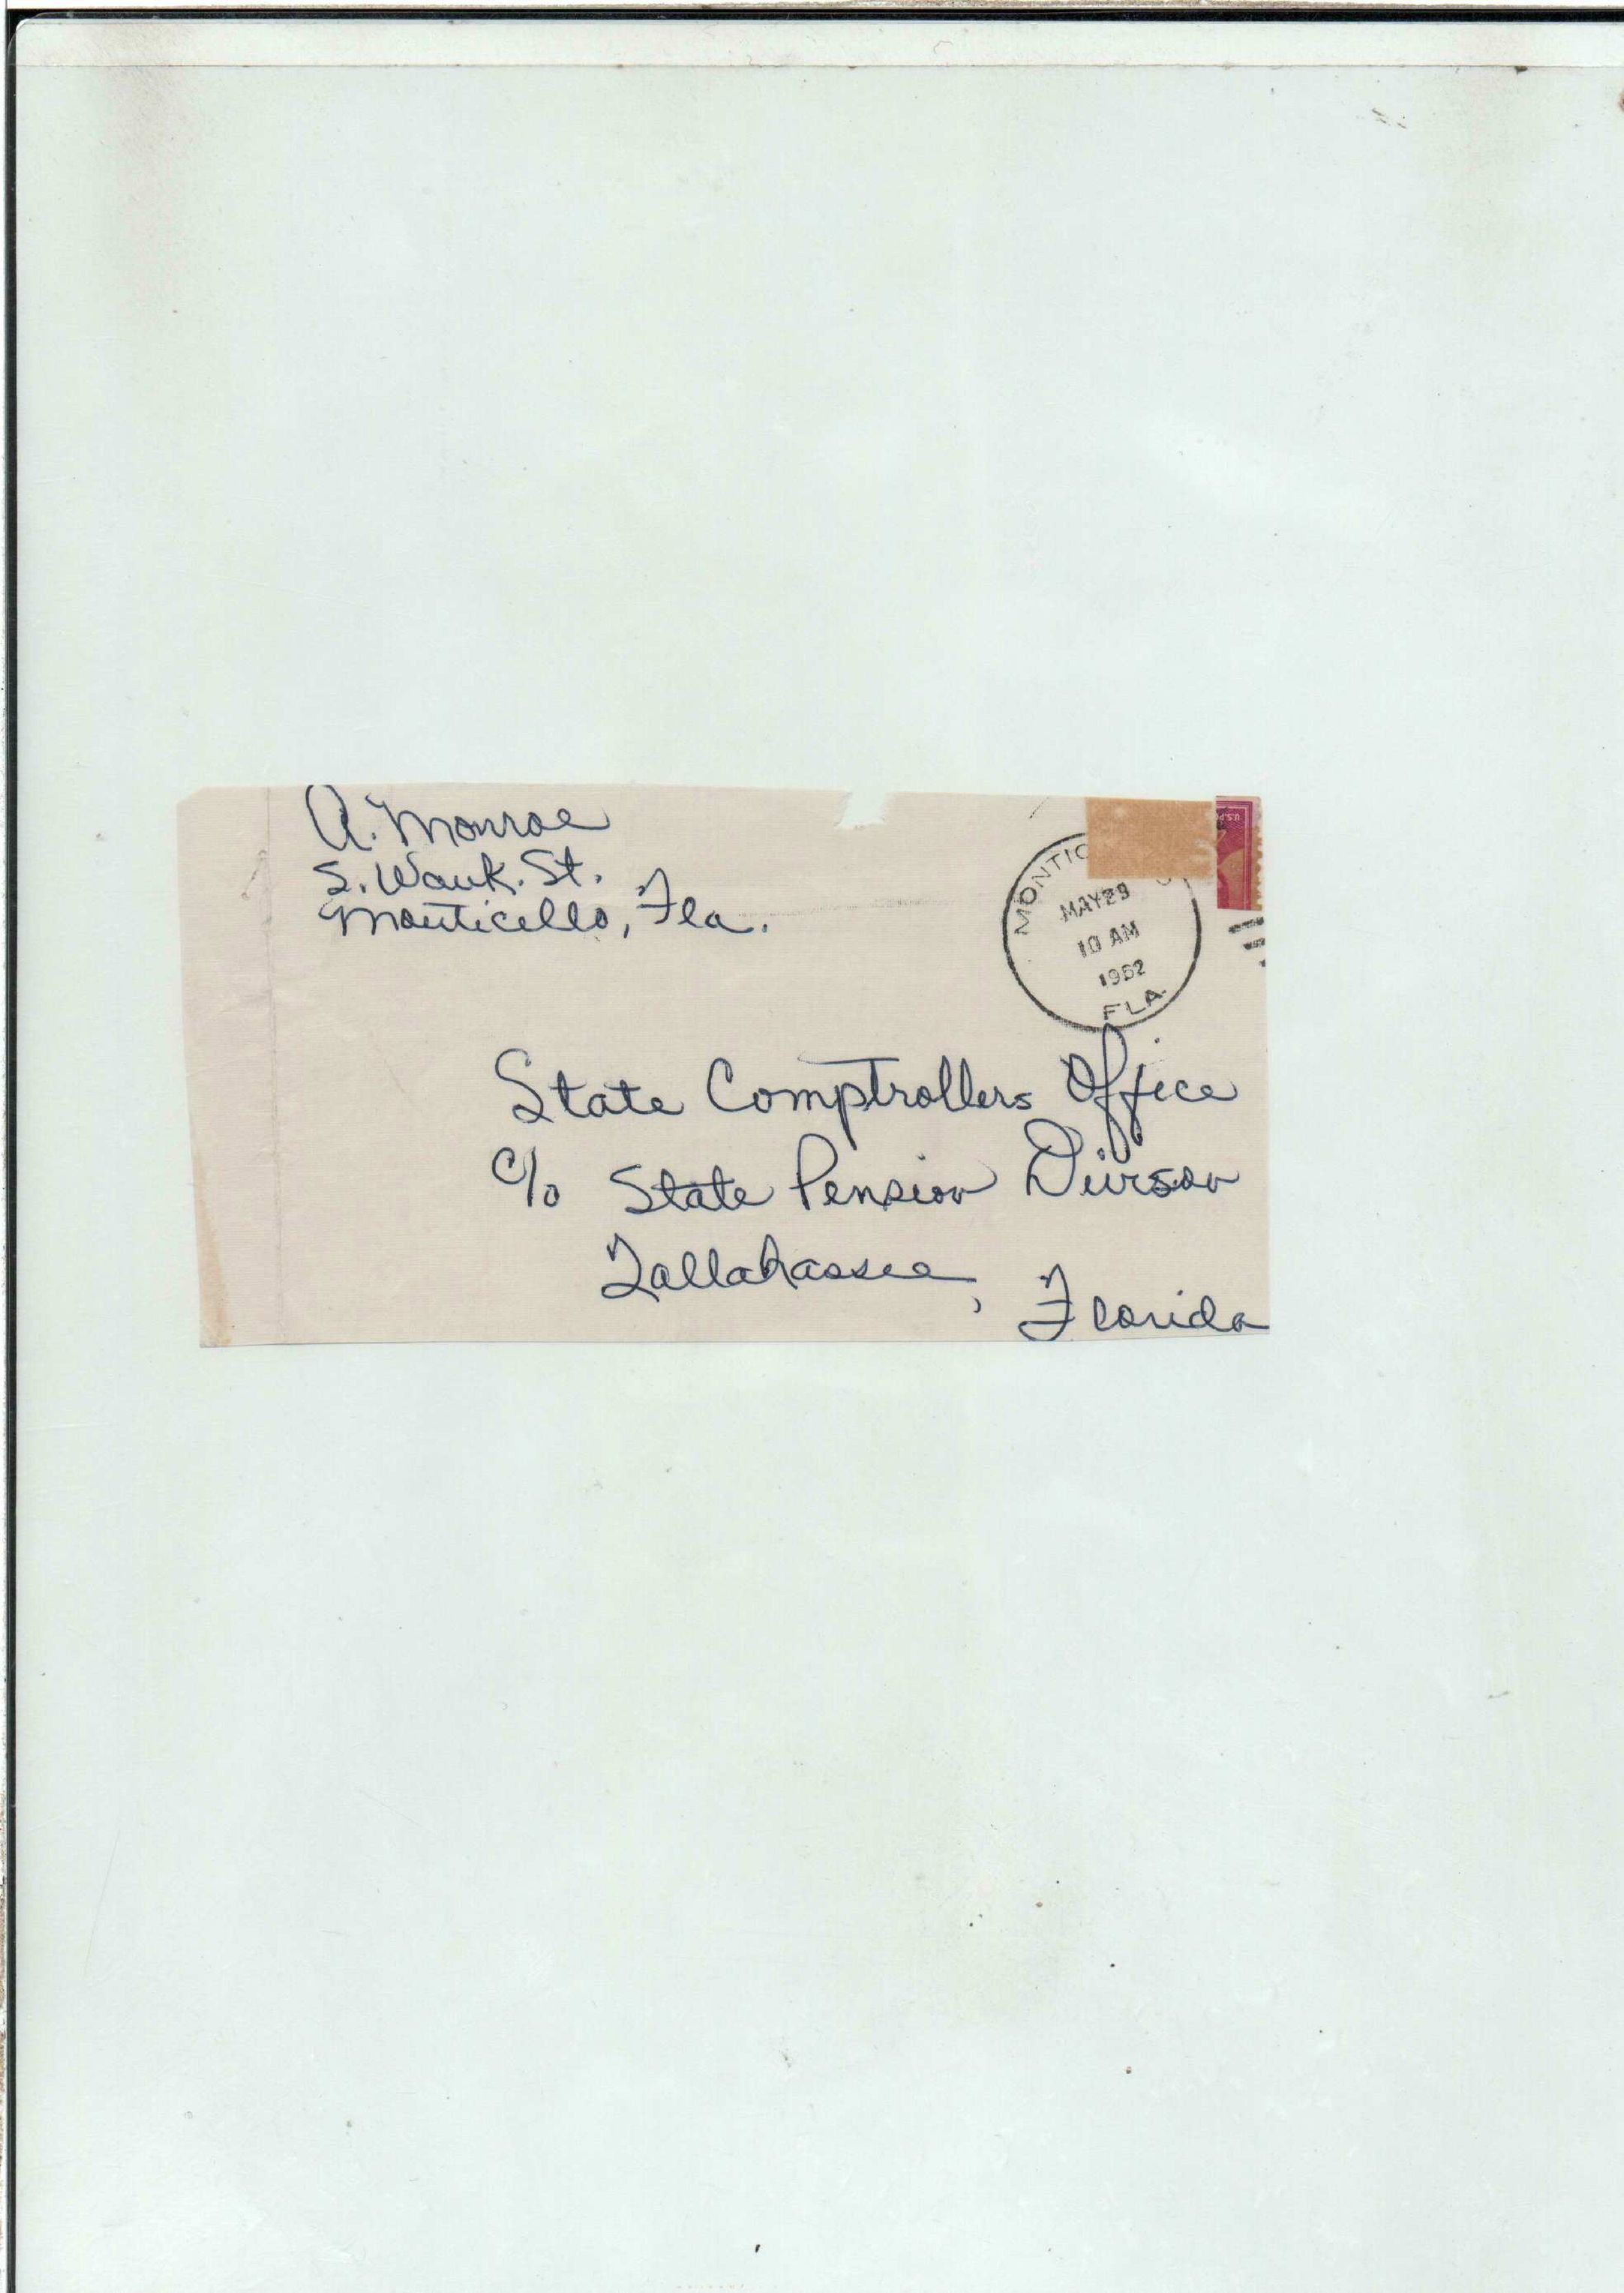 A. Monroe
S. Wauk. St.
Monticello, Fla.
MONTIC
MAY 29
10 AM
1962
FLA.
State Comptrollers Office
c/o State Pension Divison
Tallahassee, Florida